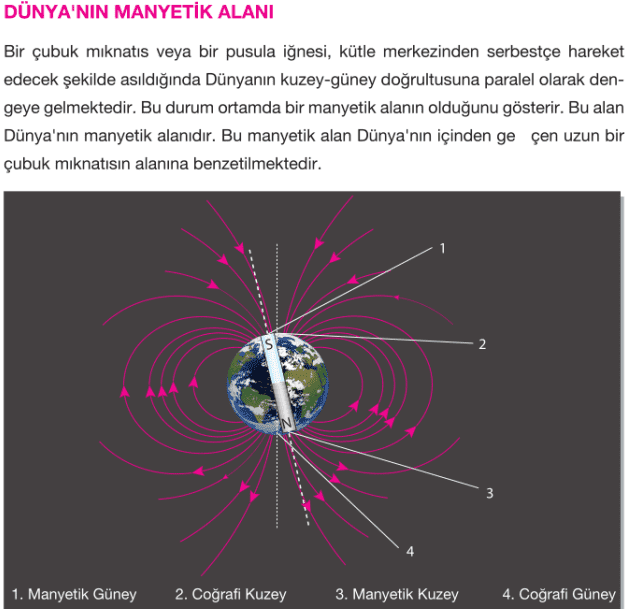 DÜNYA'NIN MANYETİK ALANI
Bir çubuk mıknatıs veya bir pusula iğnesi, kütle merkezinden serbestçe hareket
edecek şekilde asıldığında Dünyanın kuzey-güney doğrultusuna paralel olarak den-
geye gelmektedir. Bu durum ortamda bir manyetik alanın olduğunu gösterir. Bu alan
Dünya'nın manyetik alanıdır. Bu manyetik alan Dünya'nın içinden ge çen uzun bir
çubuk mıknatısın alanına benzetilmektedir.
1
2
S
N
3
4
1. Manyetik Güney 2. Coğrafi Kuzey 3. Manyetik Kuzey 4. Coğrafi Güney